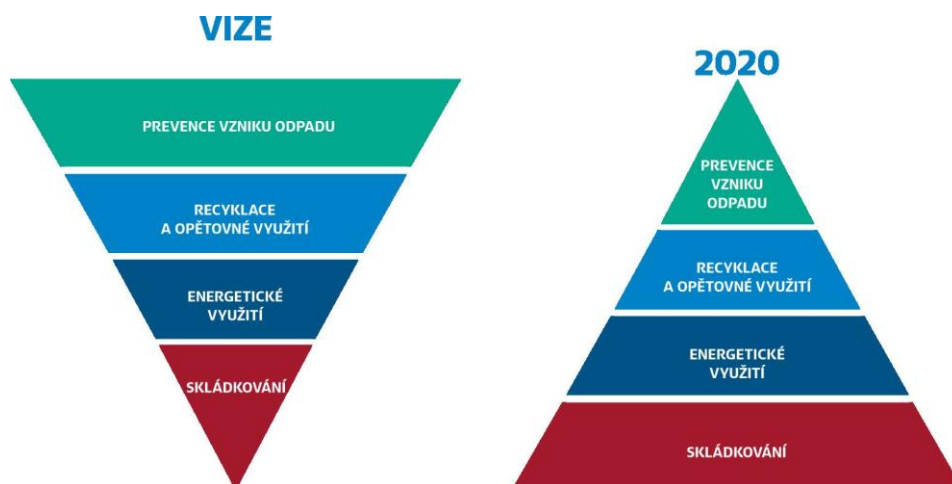 VIZE
PREVENCE VZNIKU ODPADU
RECYKLACE
A OPĚTOVNÉ VYUŽITÍ
ENERGETICKÉ
VYUŽITÍ
SKLÁDKOVÁNÍ
2020
PREVENCE
VZNIKU
ODPADU
RECYKLACE
A OPĚTOVNÉ VYUŽITÍ
ENERGETICKÉ
VYUŽITÍ
SKLÁDKOVÁNÍ